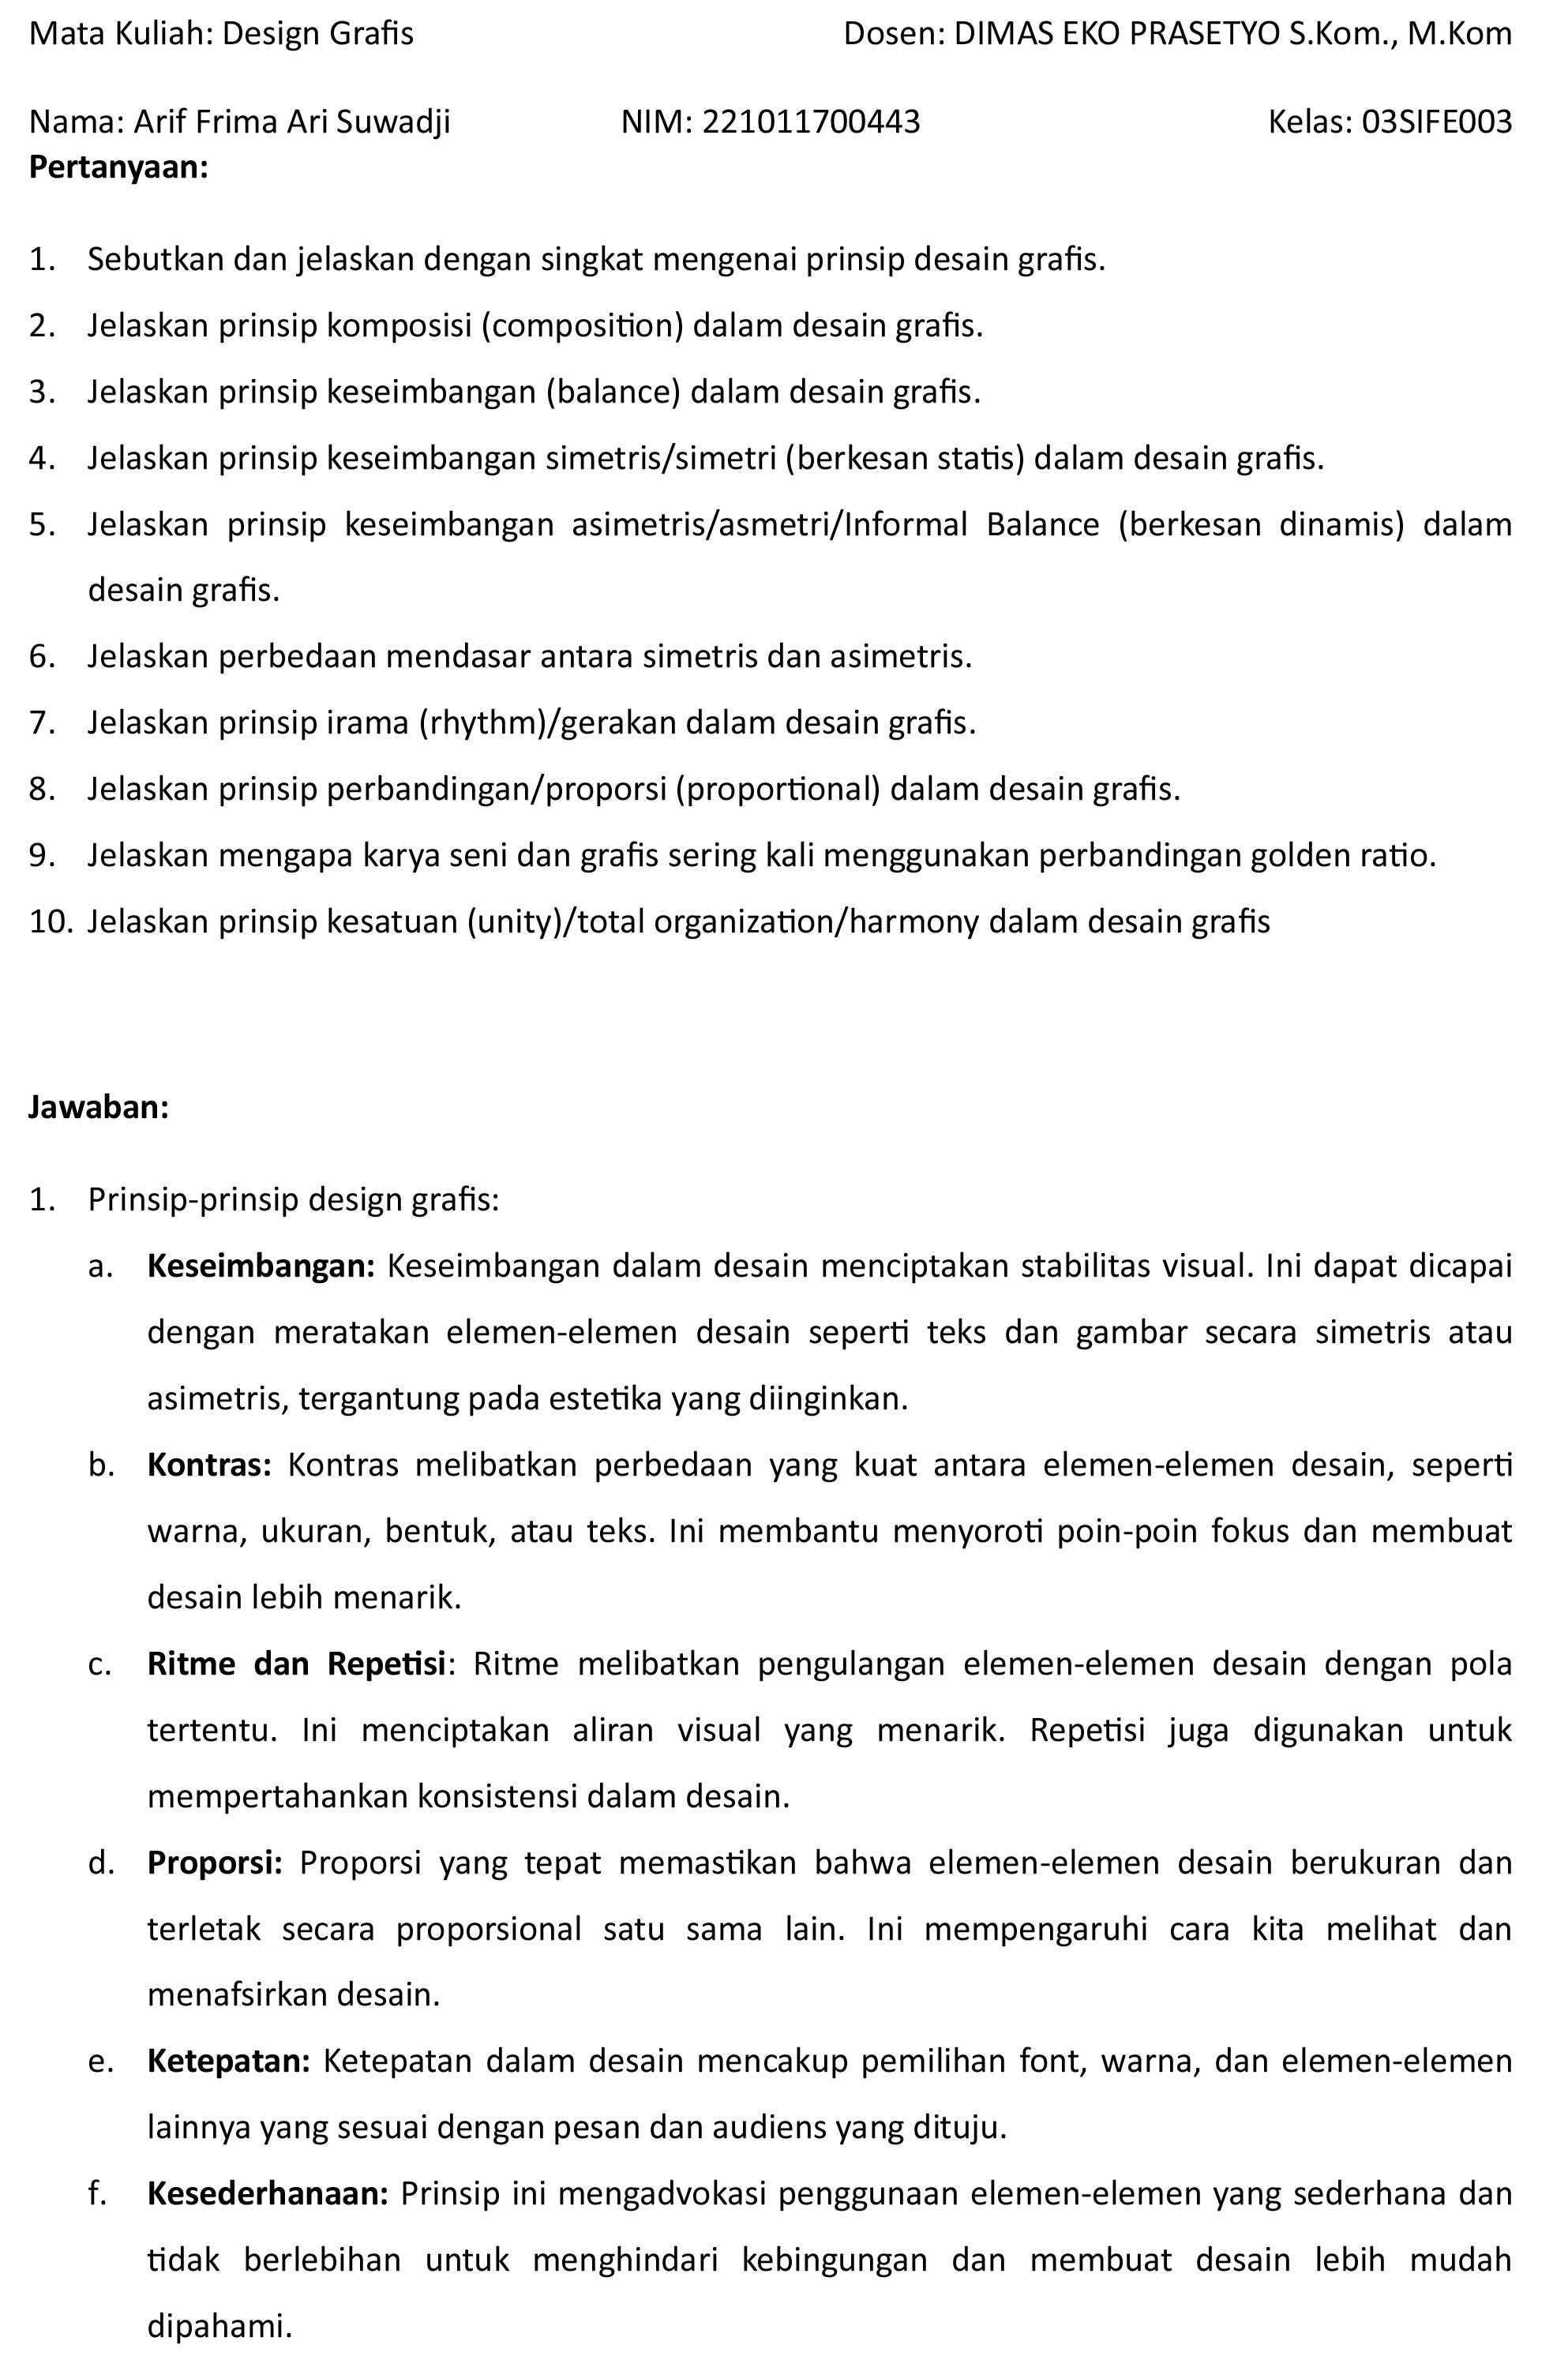 Mata Kuliah: Design Grafis Dosen: DIMAS EKO PRASETYO S.Kom., M.Kom
Nama: Arif Frima Ari Suwadji NIM: 221011700443 Kelas: 03SIFE003
Pertanyaan:
1. Sebutkan dan jelaskan dengan singkat mengenai prinsip desain grafis.
2. Jelaskan prinsip komposisi (composition) dalam desain grafis.
3. Jelaskan prinsip keseimbangan (balance) dalam desain grafis.
4. Jelaskan prinsip keseimbangan simetris/simetri (berkesan statis) dalam desain grafis.
5. Jelaskan prinsip keseimbangan asimetris/asmetri/Informal Balance (berkesan dinamis) dalam
desain grafis.
6. Jelaskan perbedaan mendasar antara simetris dan asimetris.
7. Jelaskan prinsip irama (rhythm)/gerakan dalam desain grafis.
8. Jelaskan prinsip perbandingan/proporsi (proportional) dalam desain grafis.
9. Jelaskan mengapa karya seni dan grafis sering kali menggunakan perbandingan golden ratio.
10. Jelaskan prinsip kesatuan (unity)/total organization/harmony dalam desain grafis
Jawaban:
1. Prinsip-prinsip design grafis:
a. Keseimbangan: Keseimbangan dalam desain menciptakan stabilitas visual. Ini dapat dicapai
dengan meratakan elemen-elemen desain seperti teks dan gambar secara simetris atau
asimetris, tergantung pada estetika yang diinginkan.
b. Kontras: Kontras melibatkan perbedaan yang kuat antara elemen-elemen desain, seperti
warna, ukuran, bentuk, atau teks. Ini membantu menyoroti poin-poin fokus dan membuat
desain lebih menarik.
c. Ritme dan Repetisi: Ritme melibatkan pengulangan elemen-elemen desain dengan pola
tertentu. Ini menciptakan aliran visual yang menarik. Repetisi juga digunakan untuk
mempertahankan konsistensi dalam desain.
d. Proporsi: Proporsi yang tepat memastikan bahwa elemen-elemen desain berukuran dan
terletak secara proporsional satu sama lain. Ini mempengaruhi cara kita melihat dan
menafsirkan desain.
e. Ketepatan: Ketepatan dalam desain mencakup pemilihan font, warna, dan elemen-elemen
lainnya yang sesuai dengan pesan dan audiens yang dituju.
f. Kesederhanaan: Prinsip ini mengadvokasi penggunaan elemen-elemen yang sederhana dan
tidak berlebihan untuk menghindari kebingungan dan membuat desain lebih mudah
dipahami.